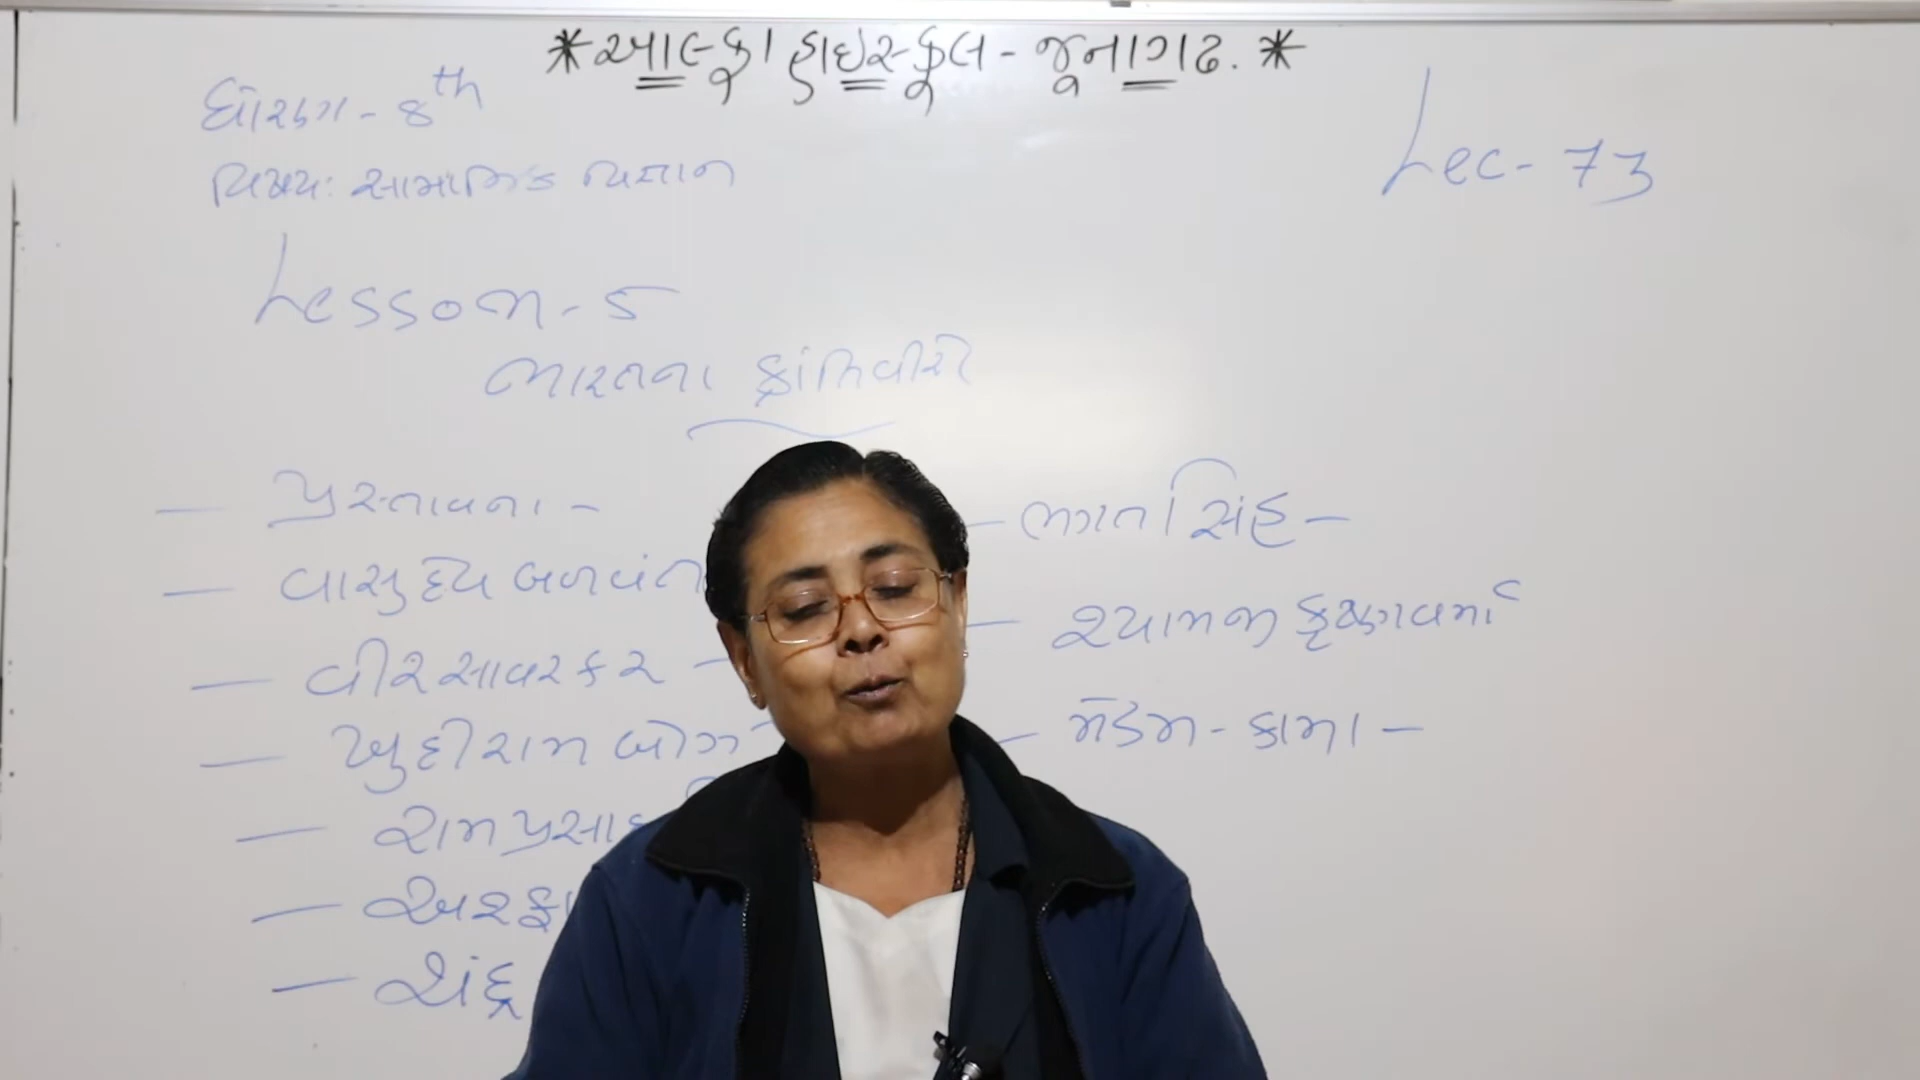 * આલ્ફા હાઇસ્કૂલ - જૂનાગઢ. *
ધોરણ - 8th
વિષય: સામાજિક વિજ્ઞાન
Lec - 73
Lesson - 5
ભારતના ક્રાંતિવીરો
— પ્રસ્તાવના -
— વાસુદેવ બળવંત
— વીર સાવરકર -
— ખુદીરામ બોઝ
— રામપ્રસાદ
— અશફા
— ચંદ્ર
— ભગતસિંહ -
— શ્યામજી કૃષ્ણવર્મા
— મેડમ - કામા -